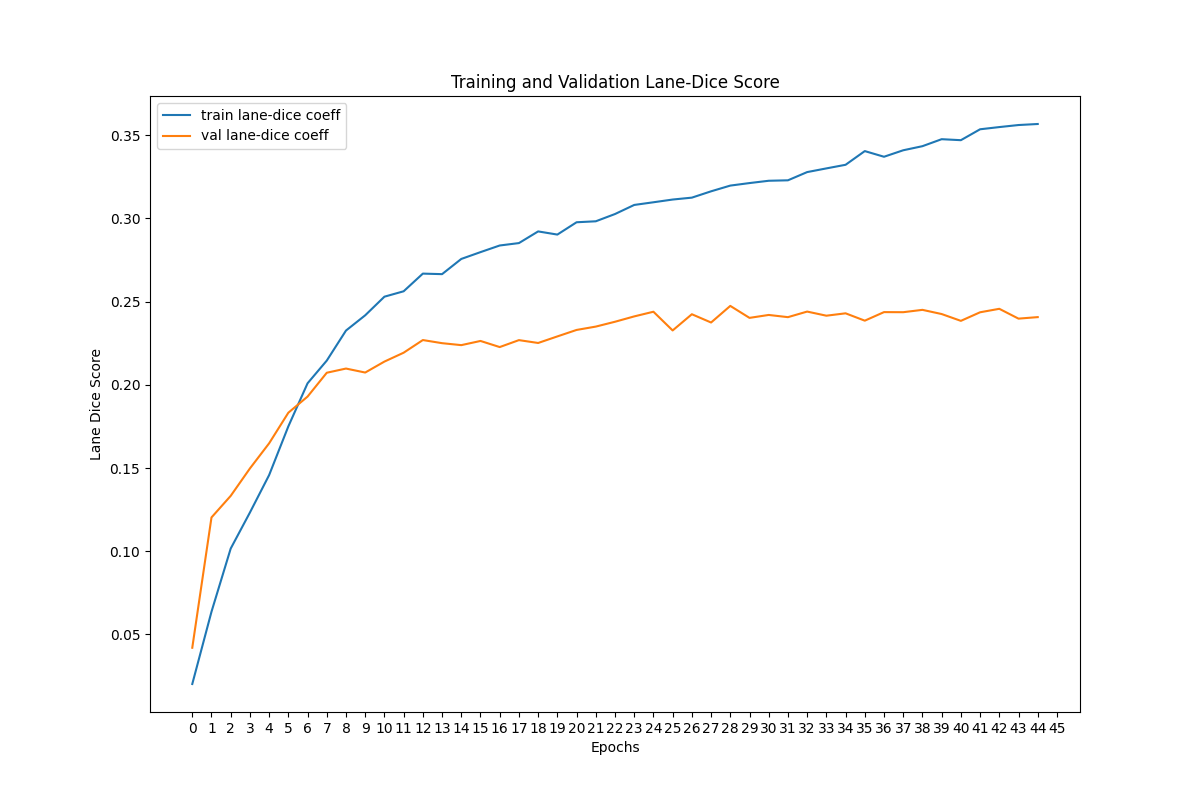 Training and Validation Lane-Dice Score
train lane-dice coeff
val lane-dice coeff
0.35
0.30
0.25
0.20
0.15
0.10
0.05
Lane Dice Score
0 1 2 3 4 5 6 7 8 9 10 11 12 13 14 15 16 17 18 19 20 21 22 23 24 25 26 27 28 29 30 31 32 33 34 35 36 37 38 39 40 41 42 43 44 45
Epochs